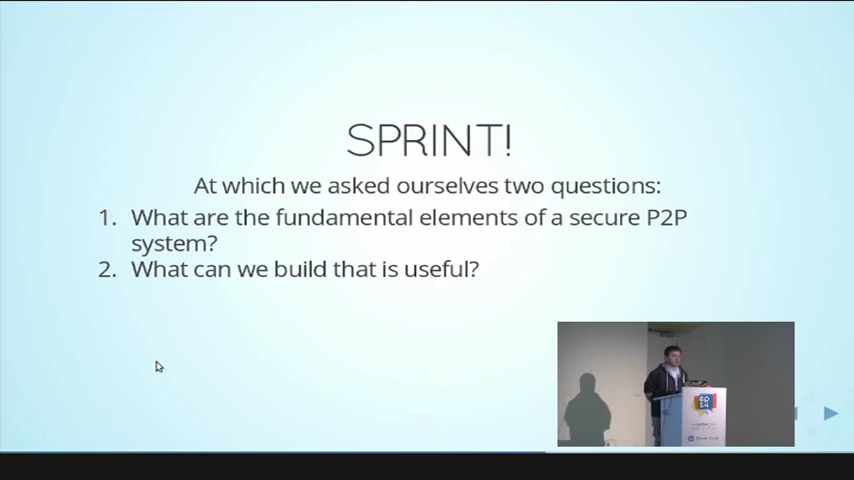 SPRINT!
At which we asked ourselves two questions:
1. What are the fundamental elements of a secure P2P
system?
2. What can we build that is useful?